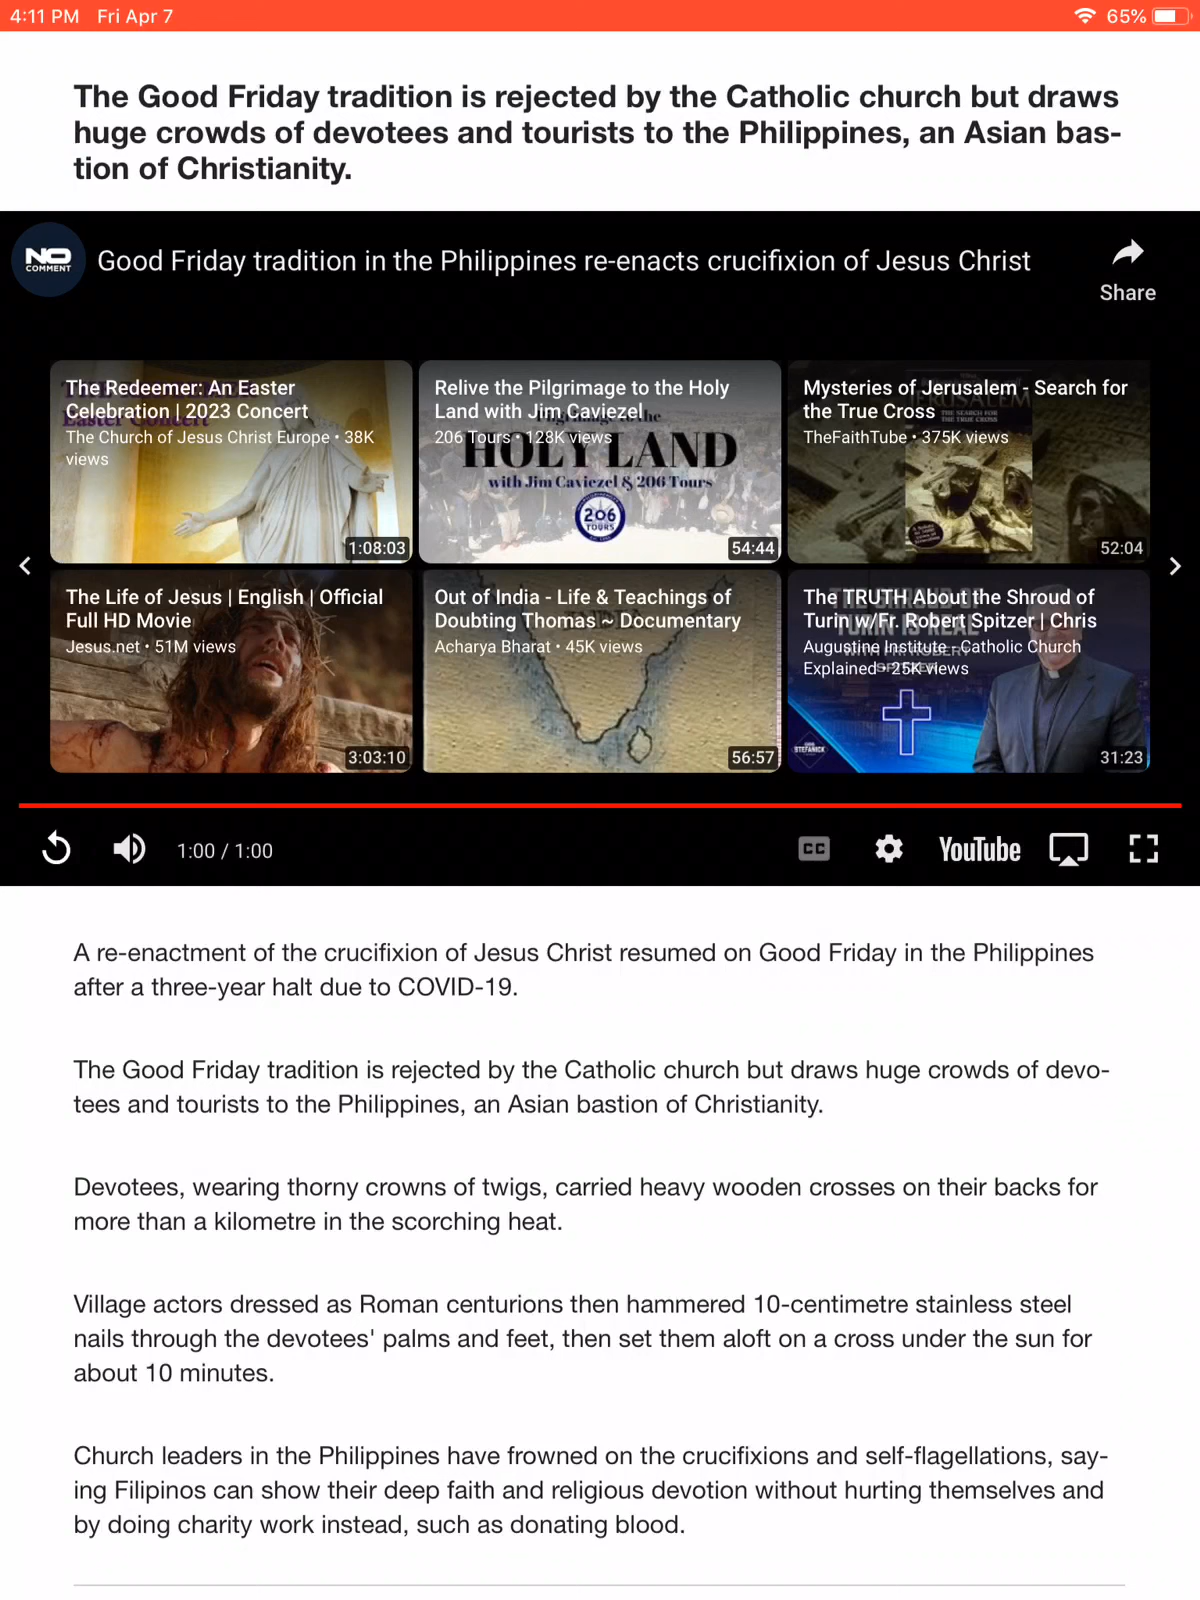 4:11 PM Fri Apr 7
65%
The Good Friday tradition is rejected by the Catholic church but draws
huge crowds of devotees and tourists to the Philippines, an Asian bas-
tion of Christianity.
NO
COMMENT
Good Friday tradition in the Philippines re-enacts crucifixion of Jesus Christ
Share
The Redeemer: An Easter
Celebration | 2023 Concert
The Church of Jesus Christ Europe • 38K
views
Easter Concert
1:08:03
Relive the Pilgrimage to the Holy
Land with Jim Caviezel
206 Tours • 128K views
HOLY LAND
with Jim Caviezel & 206 Tours
206
TOURS
54:44
Mysteries of Jerusalem - Search for
the True Cross
TheFaithTube • 375K views
THE SEARCH FOR
THE TRUE CROSS
52:04
The Life of Jesus | English | Official
Full HD Movie
Jesus.net • 51M views
3:03:10
Out of India - Life & Teachings of
Doubting Thomas ~ Documentary
Acharya Bharat • 45K views
56:57
The TRUTH About the Shroud of
Turin w/Fr. Robert Spitzer | Chris
Augustine Institute - Catholic Church
Explained • 25K views
STEFANICK
31:23
1:00 / 1:00
CC
YouTube
A re-enactment of the crucifixion of Jesus Christ resumed on Good Friday in the Philippines
after a three-year halt due to COVID-19.
The Good Friday tradition is rejected by the Catholic church but draws huge crowds of devo-
tees and tourists to the Philippines, an Asian bastion of Christianity.
Devotees, wearing thorny crowns of twigs, carried heavy wooden crosses on their backs for
more than a kilometre in the scorching heat.
Village actors dressed as Roman centurions then hammered 10-centimetre stainless steel
nails through the devotees' palms and feet, then set them aloft on a cross under the sun for
about 10 minutes.
Church leaders in the Philippines have frowned on the crucifixions and self-flagellations, say-
ing Filipinos can show their deep faith and religious devotion without hurting themselves and
by doing charity work instead, such as donating blood.